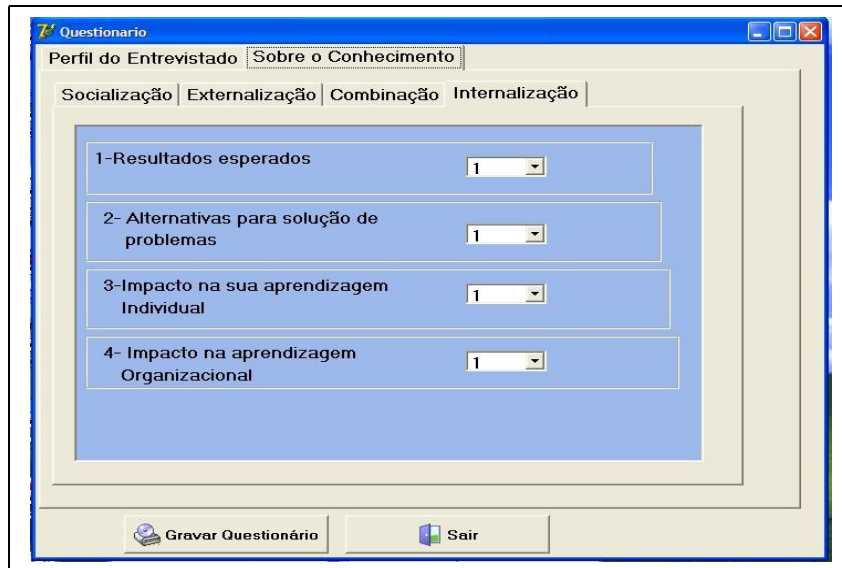 Questionario
Perfil do Entrevistado Sobre o Conhecimento
Socialização Externalização Combinação Internalização
1-Resultados esperados 1
2- Alternativas para solução de
problemas 1
3-Impacto na sua aprendizagem
Individual 1
4- Impacto na aprendizagem
Organizacional 1
Gravar Questionário Sair